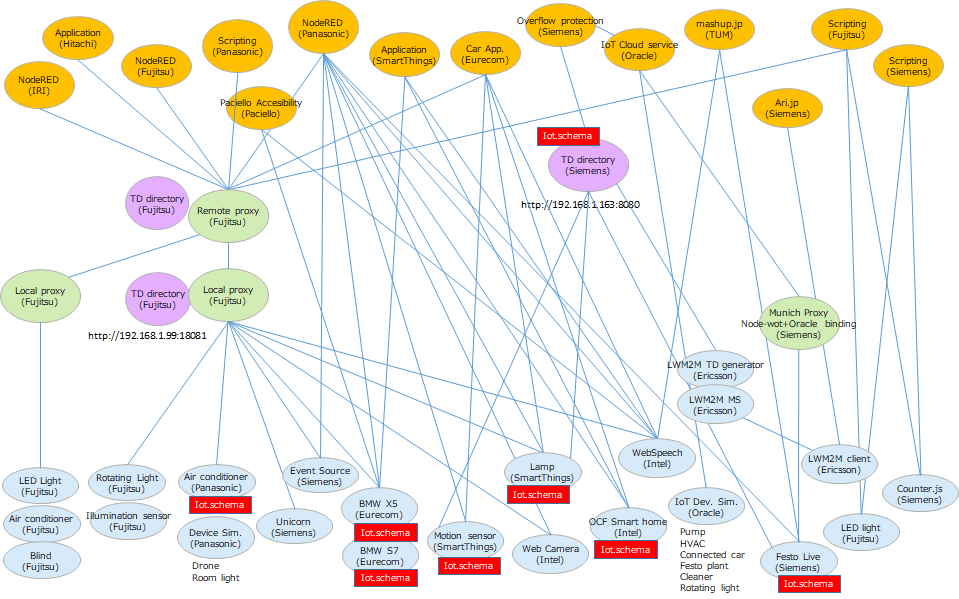 Application
(Hitachi)
NodeRED
(IRI)
NodeRED
(Fujitsu)
Scripting
(Panasonic)
NodeRED
(Panasonic)
Paciello Accesibility
(Paciello)
Application
(SmartThings)
Car App.
(Eurecom)
Overflow protection
(Siemens)
IoT Cloud service
(Oracle)
mashup.jp
(TUM)
Ari.jp
(Siemens)
Scripting
(Fujitsu)
Scripting
(Siemens)
Iot.schema
TD directory
(Siemens)
http://192.168.1.163:8080
TD directory
(Fujitsu)
Remote proxy
(Fujitsu)
Local proxy
(Fujitsu)
TD directory
(Fujitsu)
Local proxy
(Fujitsu)
http://192.168.1.99:18081
Munich Proxy
Node-wot+Oracle binding
(Siemens)
LWM2M TD generator
(Ericsson)
LWM2M MS
(Ericsson)
LED Light
(Fujitsu)
Air conditioner
(Fujitsu)
Blind
(Fujitsu)
Rotating Light
(Fujitsu)
Illumination sensor
(Fujitsu)
Air conditioner
(Panasonic)
Iot.schema
Device Sim.
(Panasonic)
Drone
Room light
Event Source
(Siemens)
Unicorn
(Siemens)
BMW X5
(Eurecom)
Iot.schema
BMW S7
(Eurecom)
Iot.schema
Motion sensor
(SmartThings)
Iot.schema
Lamp
(SmartThings)
Iot.schema
Web Camera
(Intel)
WebSpeech
(Intel)
OCF Smart home
(Intel)
Iot.schema
IoT Dev. Sim.
(Oracle)
Pump
HVAC
Connected car
Festo plant
Cleaner
Rotating light
Festo Live
(Siemens)
Iot.schema
LWM2M client
(Ericsson)
LED light
(Fujitsu)
Counter.js
(Siemens)